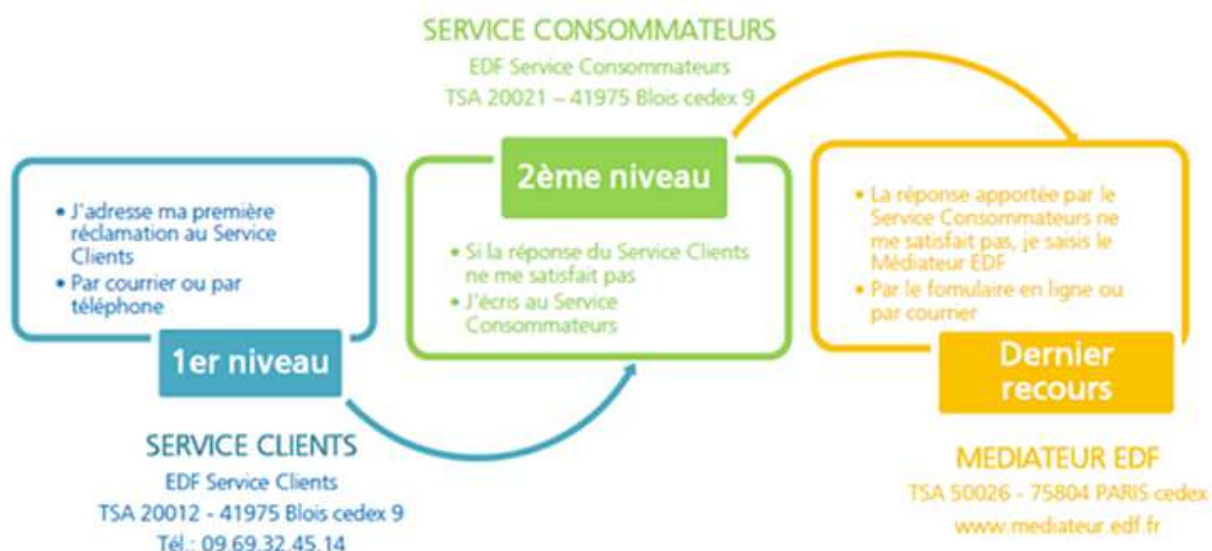 SERVICE CONSOMMATEURS
EDF Service Consommateurs
TSA 20021 – 41975 Blois cedex 9
• J'adresse ma première
réclamation au Service
Clients
• Par courrier ou par
téléphone
1er niveau
SERVICE CLIENTS
EDF Service Clients
TSA 20012 - 41975 Blois cedex 9
Tél.: 09.69.32.45.14
2ème niveau
• Si la réponse du Service Clients
ne me satisfait pas
• J'écris au Service
Consommateurs
• La réponse apportée par le
Service Consommateurs ne
me satisfait pas, je saisis le
Médiateur EDF
• Par le fomulaire en ligne ou
par courrier
Dernier
recours
MEDIATEUR EDF
TSA 50026 - 75804 PARIS cedex
www.mediateur.edf.fr